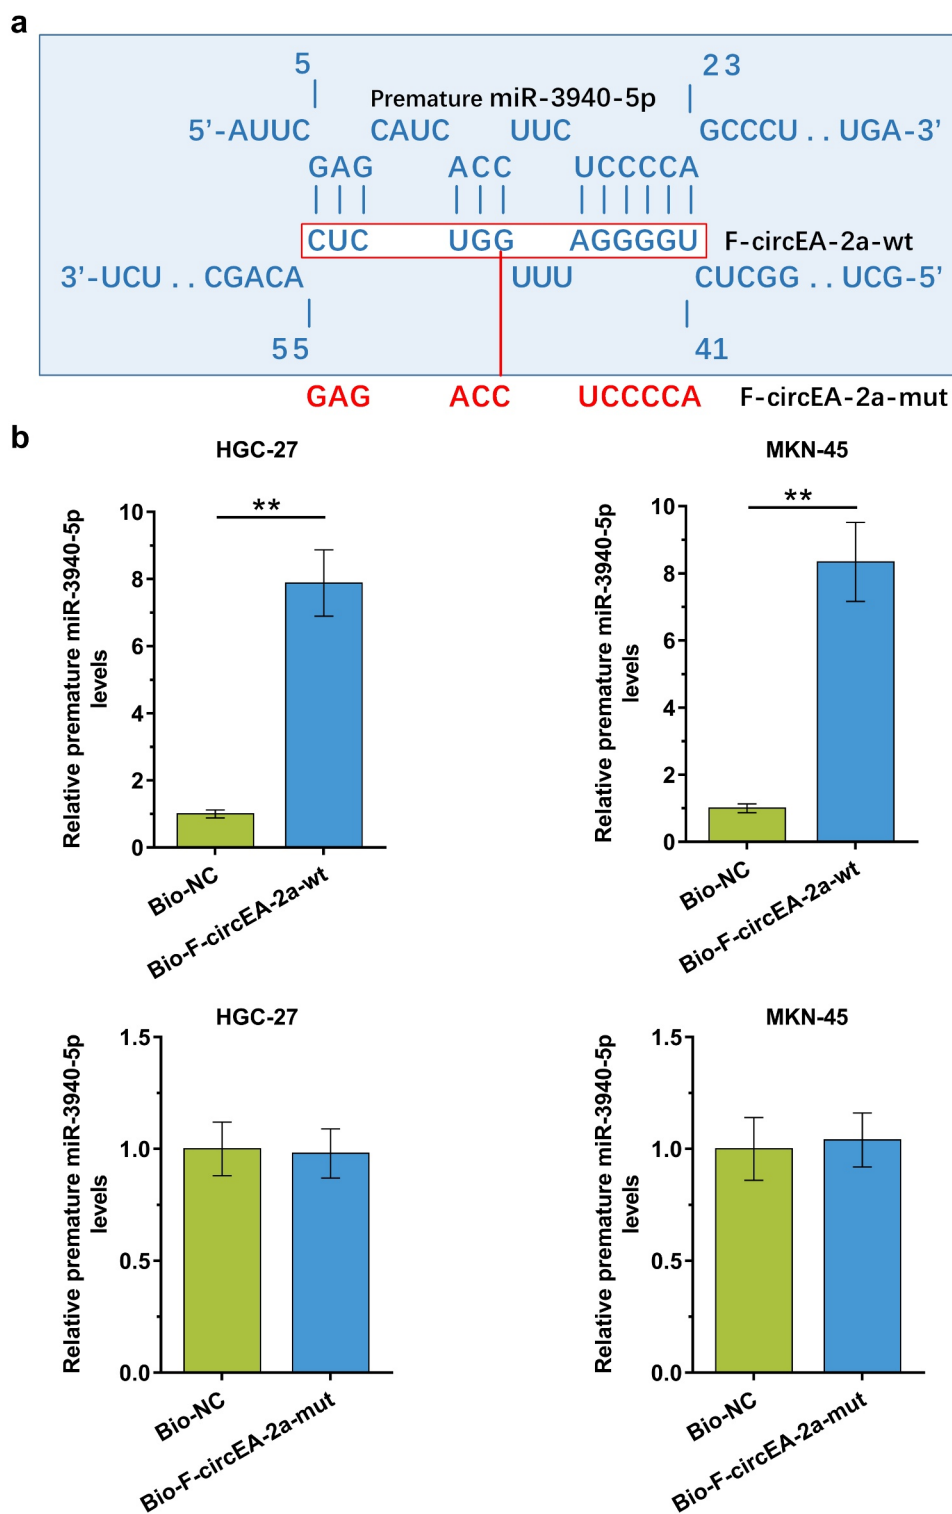 a
5 23
Premature miR-3940-5p
5’-AUUC CAUC UUC GCCCU . . UGA-3’
GAG ACC UCCCCA
CUC UGG AGGGGU F-circEA-2a-wt
3’-UCU . . CGACA UUU CUCGG . . UCG-5’
55 41
GAG ACC UCCCCA F-circEA-2a-mut
b
HGC-27
**
Relative premature miR-3940-5p
levels
10
8
6
4
2
0
Bio-NC
Bio-F-circEA-2a-wt
MKN-45
**
Relative premature miR-3940-5p
levels
10
8
6
4
2
0
Bio-NC
Bio-F-circEA-2a-wt
HGC-27
Relative premature miR-3940-5p
levels
1.5
1.0
0.5
0.0
Bio-NC
Bio-F-circEA-2a-mut
MKN-45
Relative premature miR-3940-5p
levels
1.5
1.0
0.5
0.0
Bio-NC
Bio-F-circEA-2a-mut